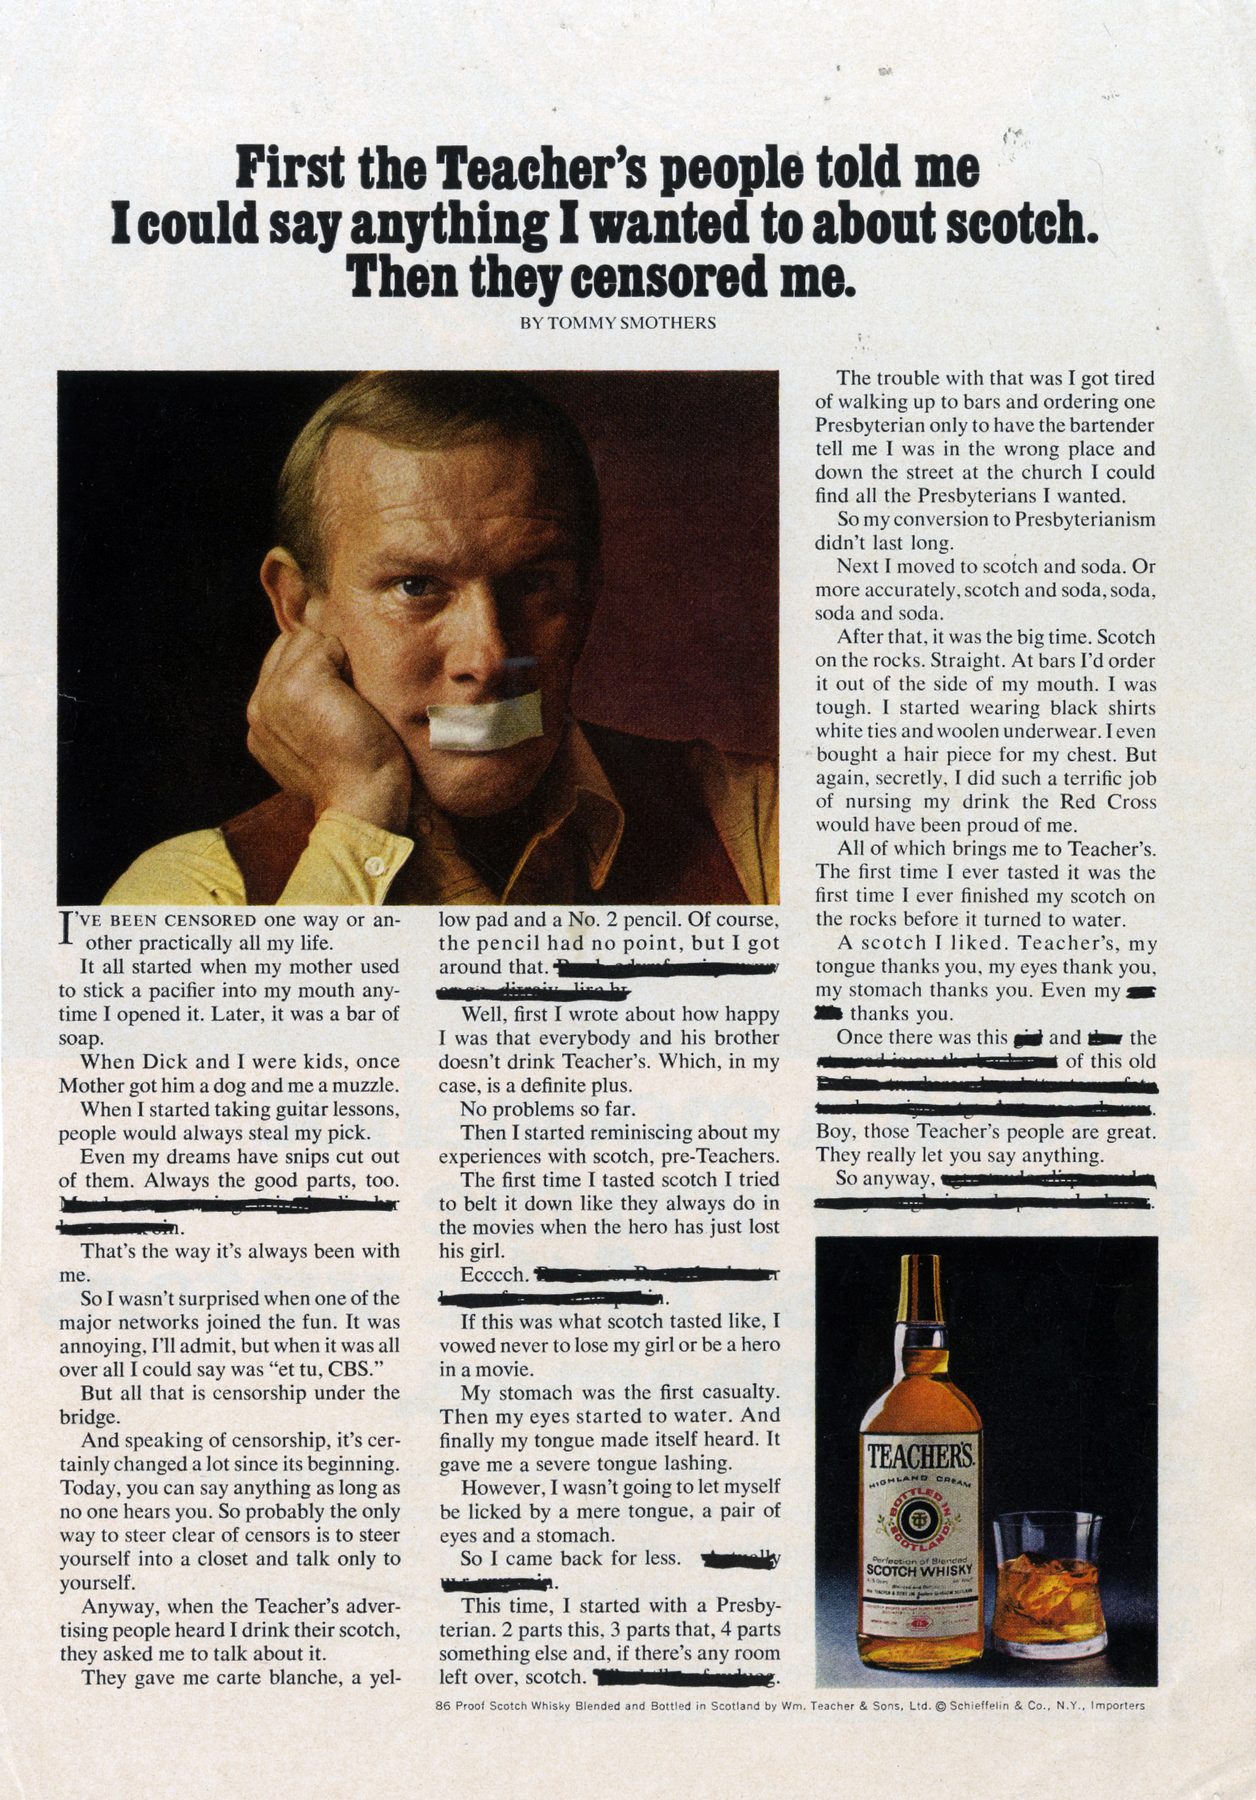 First the Teacher's people told me
I could say anything I wanted to about scotch.
Then they censored me.
BY TOMMY SMOTHERS
I'VE BEEN CENSORED one way or an-
other practically all my life.
It all started when my mother used
to stick a pacifier into my mouth any-
time I opened it. Later, it was a bar of
soap.
When Dick and I were kids, once
Mother got him a dog and me a muzzle.
When I started taking guitar lessons,
people would always steal my pick.
Even my dreams have snips cut out
of them. Always the good parts, too.
That's the way it's always been with
me.
So I wasn't surprised when one of the
major networks joined the fun. It was
annoying, I'll admit, but when it was all
over all I could say was "et tu, CBS."
But all that is censorship under the
bridge.
And speaking of censorship, it's cer-
tainly changed a lot since its beginning.
Today, you can say anything as long as
no one hears you. So probably the only
way to steer clear of censors is to steer
yourself into a closet and talk only to
yourself.
Anyway, when the Teacher's adver-
tising people heard I drink their scotch,
they asked me to talk about it.
They gave me carte blanche, a yel-
low pad and a No. 2 pencil. Of course,
the pencil had no point, but I got
around that.
Well, first I wrote about how happy
I was that everybody and his brother
doesn't drink Teacher's. Which, in my
case, is a definite plus.
No problems so far.
Then I started reminiscing about my
experiences with scotch, pre-Teachers.
The first time I tasted scotch I tried
to belt it down like they always do in
the movies when the hero has just lost
his girl.
Eccccch.
If this was what scotch tasted like, I
vowed never to lose my girl or be a hero
in a movie.
My stomach was the first casualty.
Then my eyes started to water. And
finally my tongue made itself heard. It
gave me a severe tongue lashing.
However, I wasn't going to let myself
be licked by a mere tongue, a pair of
eyes and a stomach.
So I came back for less.
This time, I started with a Presby-
terian. 2 parts this, 3 parts that, 4 parts
something else and, if there's any room
left over, scotch.
The trouble with that was I got tired
of walking up to bars and ordering one
Presbyterian only to have the bartender
tell me I was in the wrong place and
down the street at the church I could
find all the Presbyterians I wanted.
So my conversion to Presbyterianism
didn't last long.
Next I moved to scotch and soda. Or
more accurately, scotch and soda, soda,
soda and soda.
After that, it was the big time. Scotch
on the rocks. Straight. At bars I'd order
it out of the side of my mouth. I was
tough. I started wearing black shirts
white ties and woolen underwear. I even
bought a hair piece for my chest. But
again, secretly, I did such a terrific job
of nursing my drink the Red Cross
would have been proud of me.
All of which brings me to Teacher's.
The first time I ever tasted it was the
first time I ever finished my scotch on
the rocks before it turned to water.
A scotch I liked. Teacher's, my
tongue thanks you, my eyes thank you,
my stomach thanks you. Even my
thanks you.
Once there was this and the
of this old
Boy, those Teacher's people are great.
They really let you say anything.
So anyway,
TEACHER'S.
HIGHLAND CREAM
BOTTLED IN
SCOTLAND
Perfection of Blended
SCOTCH WHISKY
86 Proof Scotch Whisky Blended and Bottled in Scotland by Wm. Teacher & Sons, Ltd. © Schieffelin & Co., N.Y., Importers